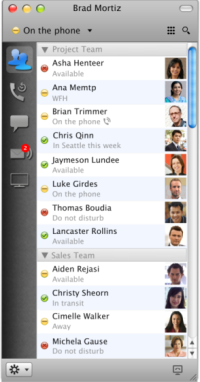 Brad Mortiz
On the phone
Project Team
Asha Henteer
Available
Ana Memtp
WFH
Brian Trimmer
On the phone
Chris Qinn
In Seattle this week
Jaymeson Lundee
Available
Luke Girdes
On the phone
Thomas Boudia
Do not disturb
Lancaster Rollins
Available
Sales Team
Aiden Rejasi
Available
Christy Sheorn
In transit
Cimelle Walker
Away
Michela Gause
Do not disturb
2